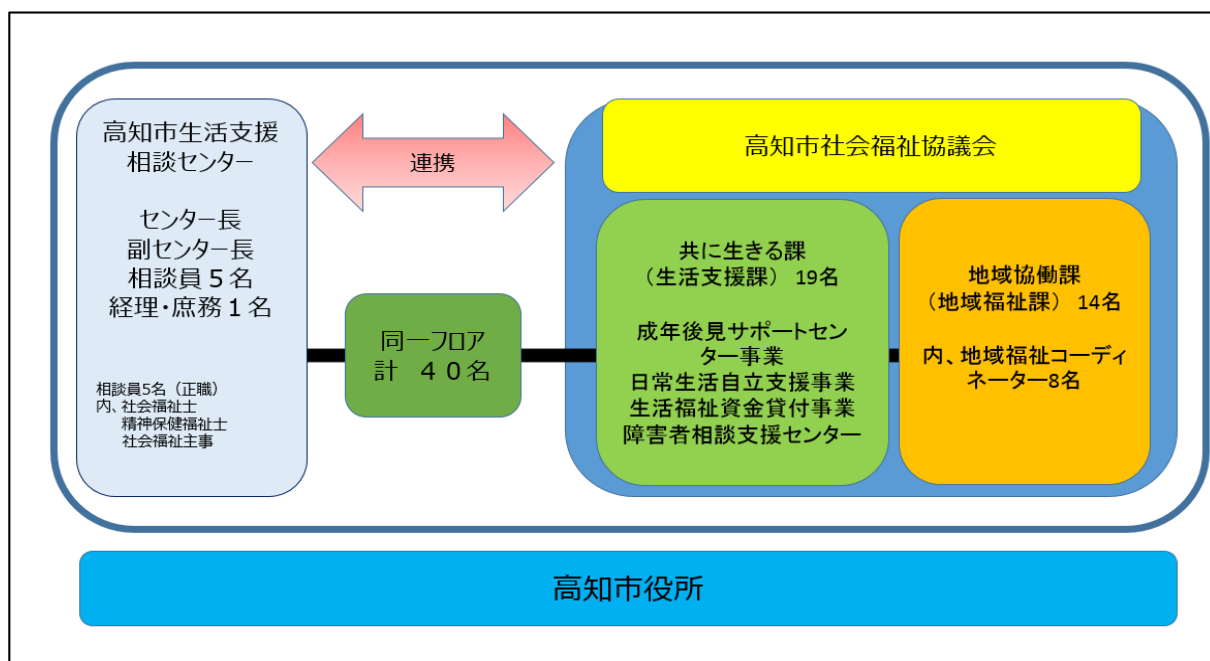 高知市生活支援
相談センター
センター長
副センター長
相談員５名
経理・庶務１名
相談員5名（正職）
内、社会福祉士
精神保健福祉士
社会福祉主事
連携
同一フロア
計　４０名
高知市社会福祉協議会
共に生きる課
（生活支援課） 19名
成年後見サポートセン
ター事業
日常生活自立支援事業
生活福祉資金貸付事業
障害者相談支援センター
地域協働課
（地域福祉課） 14名
内、地域福祉コーディ
ネーター8名
高知市役所